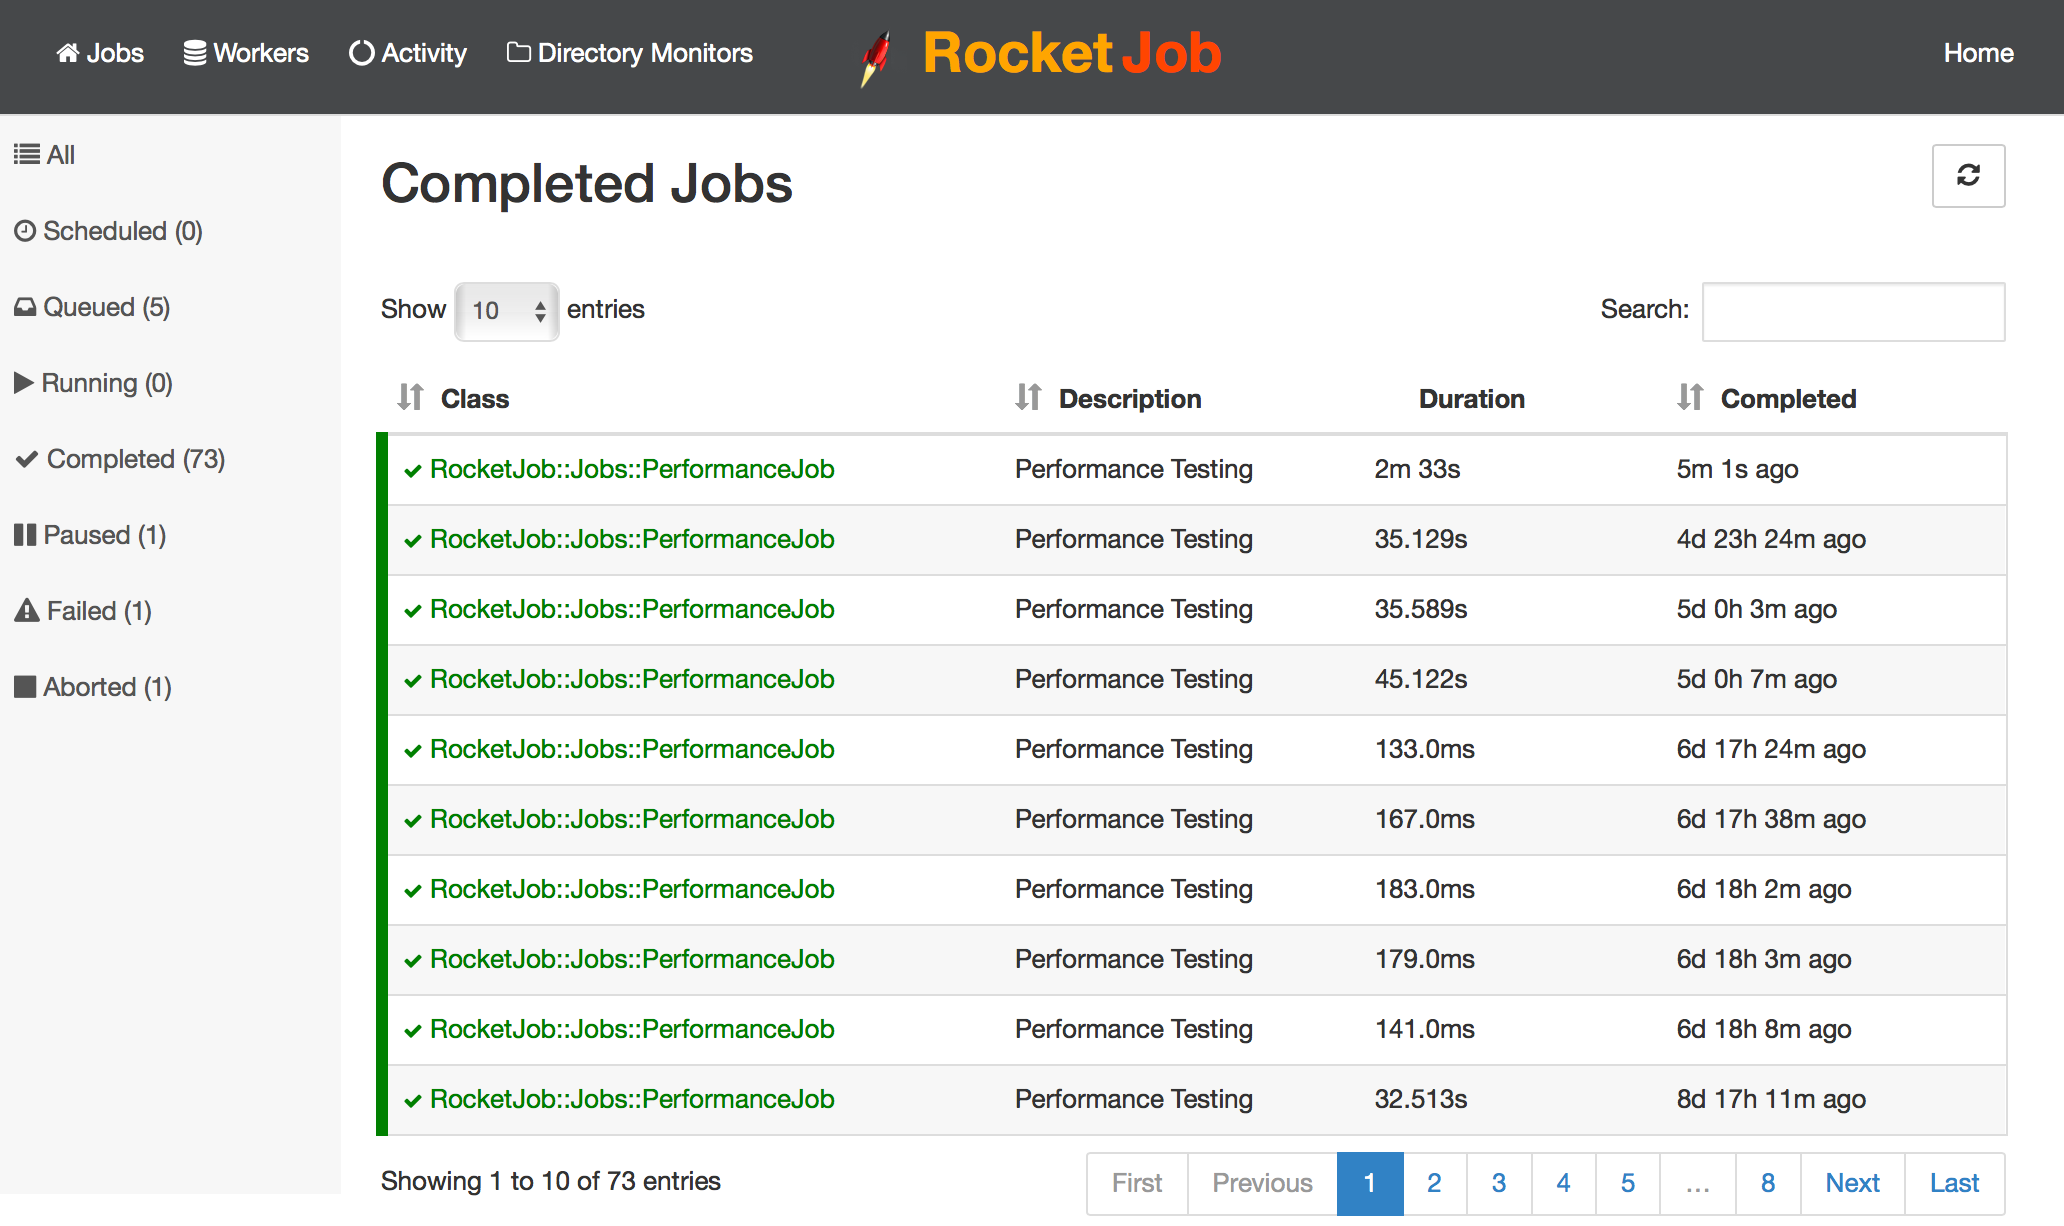 Jobs Workers Activity Directory Monitors Rocket Job Home
All
Scheduled (0)
Queued (5)
Running (0)
Completed (73)
Paused (1)
Failed (1)
Aborted (1)
Completed Jobs
Show 10 entries Search:
Class Description Duration Completed
RocketJob::Jobs::PerformanceJob Performance Testing 2m 33s 5m 1s ago
RocketJob::Jobs::PerformanceJob Performance Testing 35.129s 4d 23h 24m ago
RocketJob::Jobs::PerformanceJob Performance Testing 35.589s 5d 0h 3m ago
RocketJob::Jobs::PerformanceJob Performance Testing 45.122s 5d 0h 7m ago
RocketJob::Jobs::PerformanceJob Performance Testing 133.0ms 6d 17h 24m ago
RocketJob::Jobs::PerformanceJob Performance Testing 167.0ms 6d 17h 38m ago
RocketJob::Jobs::PerformanceJob Performance Testing 183.0ms 6d 18h 2m ago
RocketJob::Jobs::PerformanceJob Performance Testing 179.0ms 6d 18h 3m ago
RocketJob::Jobs::PerformanceJob Performance Testing 141.0ms 6d 18h 8m ago
RocketJob::Jobs::PerformanceJob Performance Testing 32.513s 8d 17h 11m ago
Showing 1 to 10 of 73 entries First Previous 1 2 3 4 5 … 8 Next Last